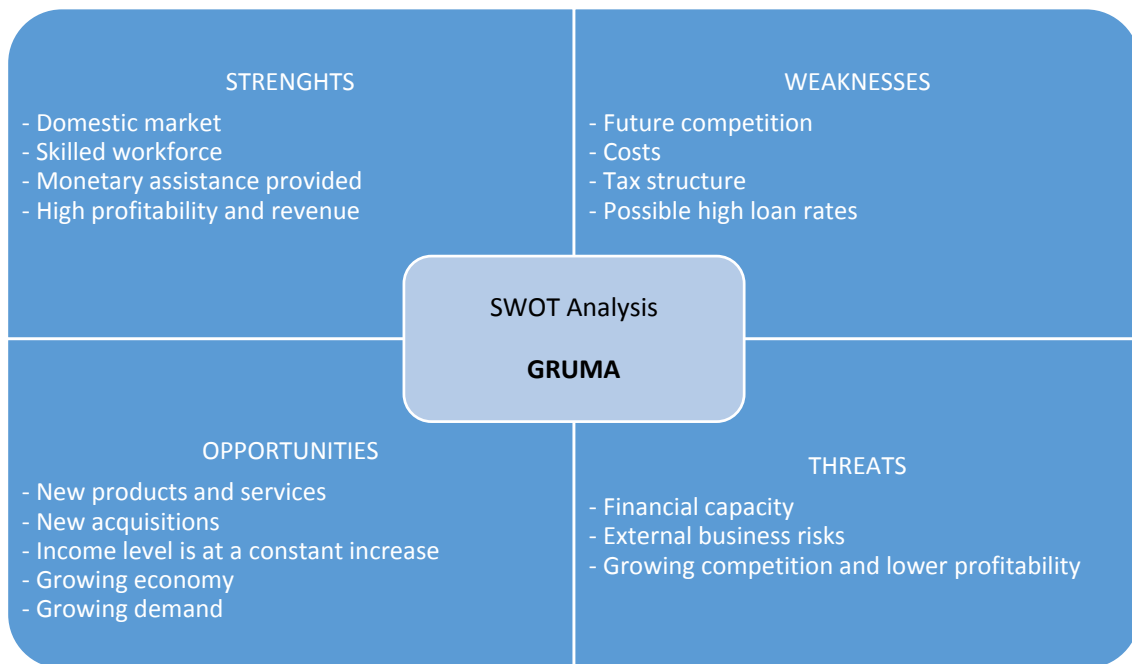 STRENGHTS
- Domestic market
- Skilled workforce
- Monetary assistance provided
- High profitability and revenue
WEAKNESSES
- Future competition
- Costs
- Tax structure
- Possible high loan rates
SWOT Analysis
GRUMA
OPPORTUNITIES
- New products and services
- New acquisitions
- Income level is at a constant increase
- Growing economy
- Growing demand
THREATS
- Financial capacity
- External business risks
- Growing competition and lower profitability